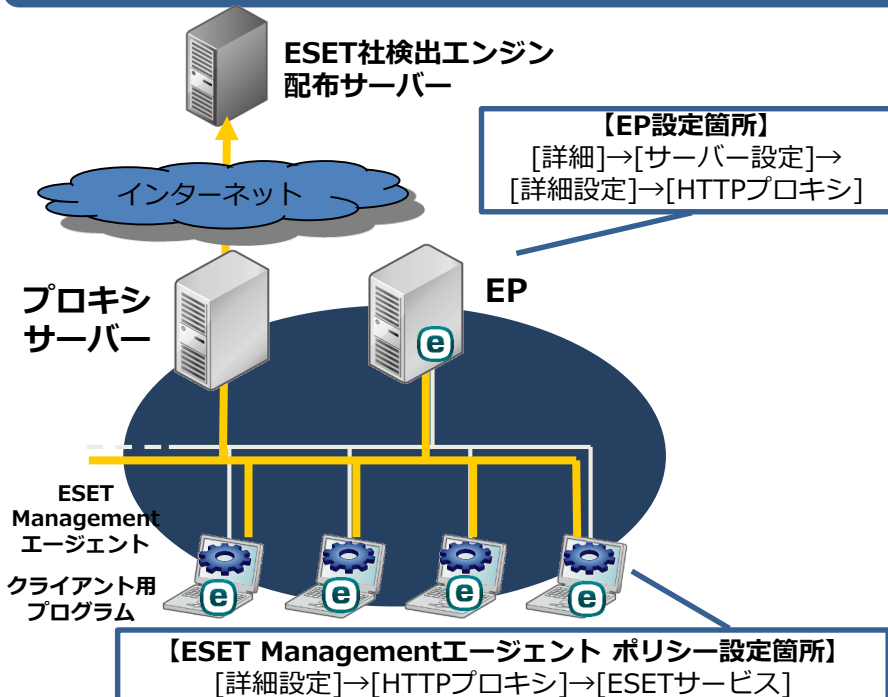 ESET社検出エンジン
配布サーバー
【EP設定箇所】
[詳細]→[サーバー設定]→
[詳細設定]→[HTTPプロキシ]
インターネット
プロキシ
サーバー
EP
e
ESET
Management
エージェント
クライアント用
プログラム
e
e
e
e
【ESET Managementエージェント ポリシー設定箇所】
[詳細設定]→[HTTPプロキシ]→[ESETサービス]